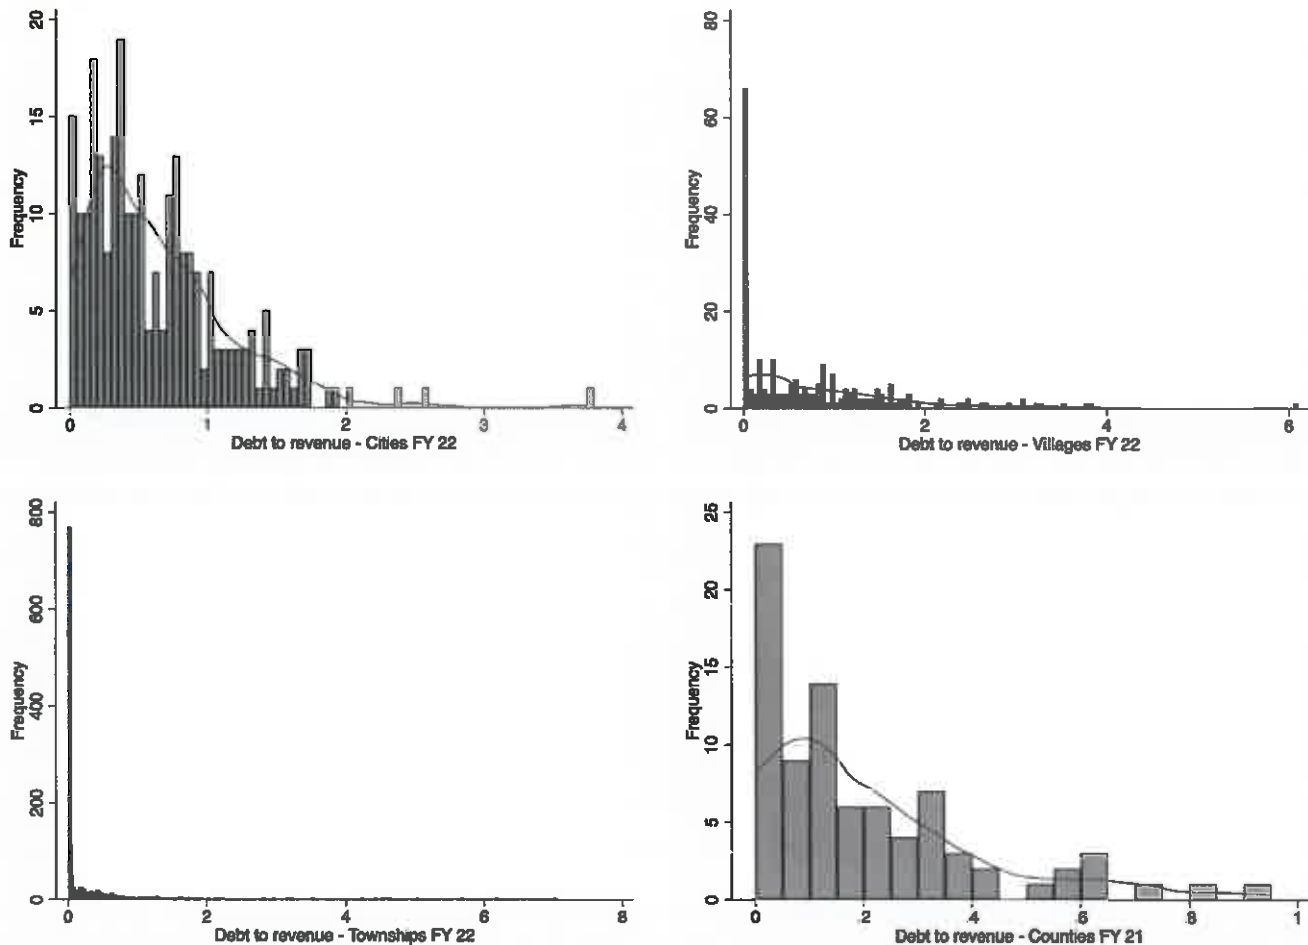 20
15
10
5
0
Frequency
0 1 2 3 4
Debt to revenue - Cities FY 22
80
60
40
20
0
Frequency
0 2 4 6
Debt to revenue - Villages FY 22
800
600
400
200
0
Frequency
0 2 4 6 8
Debt to revenue - Townships FY 22
25
20
15
10
5
0
Frequency
0 .2 .4 .6 .8 1
Debt to revenue - Counties FY 21